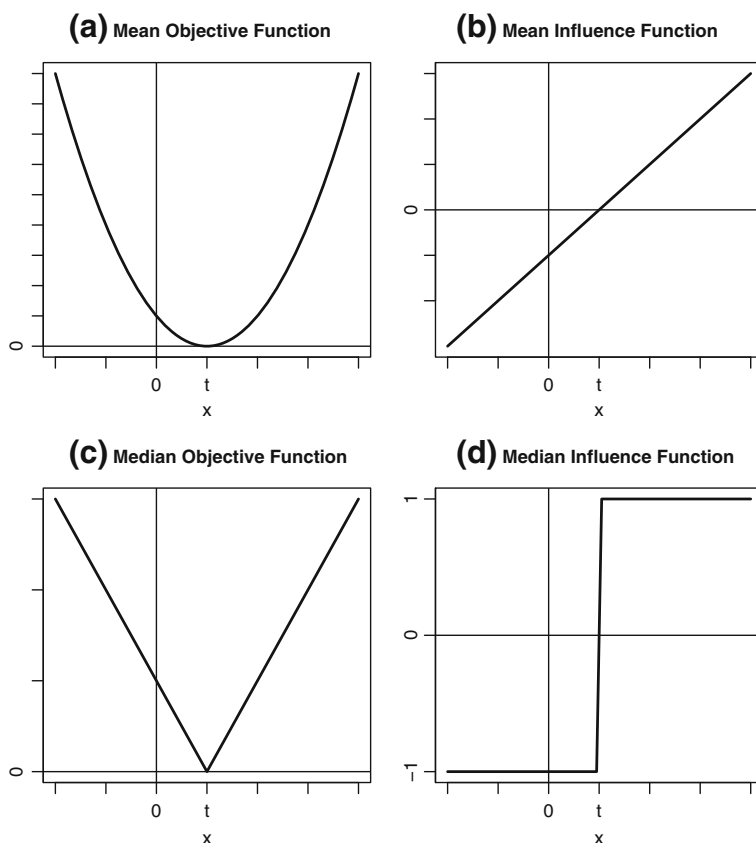 (a) Mean Objective Function
0
0 t
x
(b) Mean Influence Function
0
0 t
x
(c) Median Objective Function
0
0 t
x
(d) Median Influence Function
1
0
−1
0 t
x